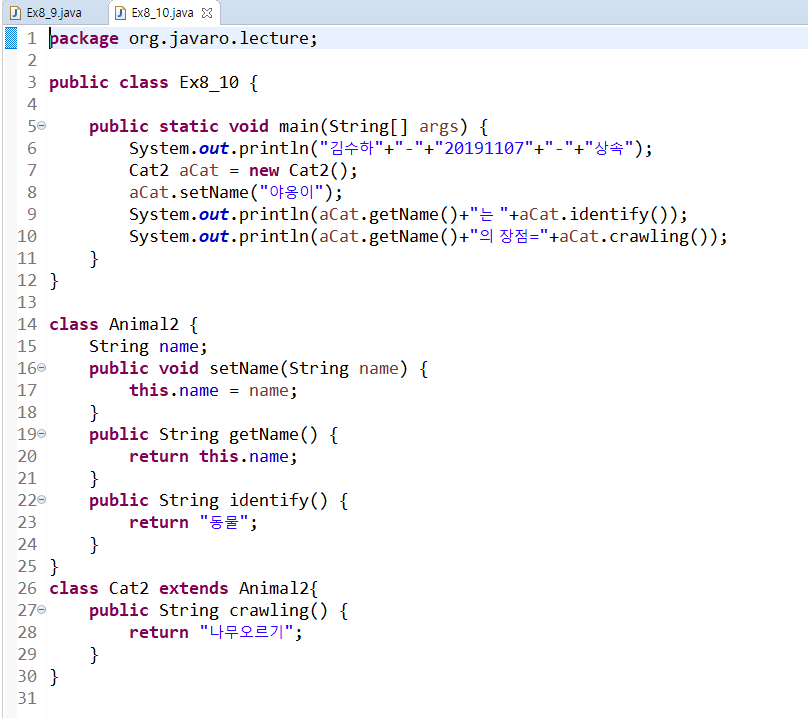 Ex8_9.java Ex8_10.java
1 package org.javaro.lecture;
2
3 public class Ex8_10 {
4
5 public static void main(String[] args) {
6 System.out.println("김수하"+"-"+"20191107"+"-"+"상속");
7 Cat2 aCat = new Cat2();
8 aCat.setName("야옹이");
9 System.out.println(aCat.getName()+"는 "+aCat.identify());
10 System.out.println(aCat.getName()+"의 장점="+aCat.crawling());
11 }
12 }
13
14 class Animal2 {
15 String name;
16 public void setName(String name) {
17 this.name = name;
18 }
19 public String getName() {
20 return this.name;
21 }
22 public String identify() {
23 return "동물";
24 }
25 }
26 class Cat2 extends Animal2{
27 public String crawling() {
28 return "나무오르기";
29 }
30 }
31